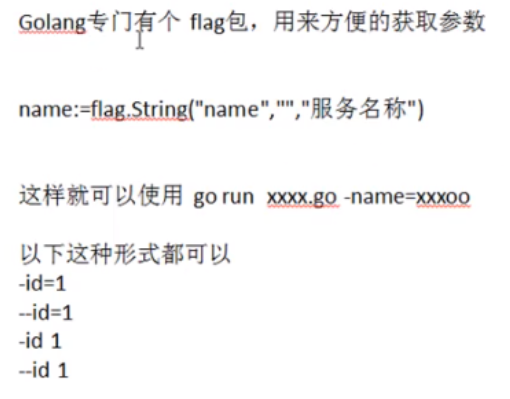 Golang专门有个 flag包，用来方便的获取参数
name:=flag.String("name","","服务名称")
这样就可以使用 go run xxxx.go -name=xxxoo
以下这种形式都可以
-id=1
--id=1
-id 1
--id 1